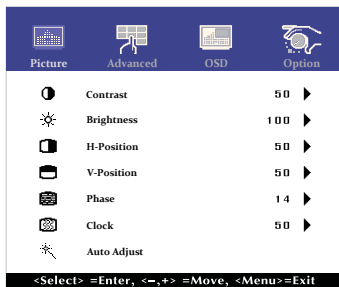 Picture Advanced OSD Option
Contrast 50
Brightness 100
H-Position 50
V-Position 50
Phase 14
Clock 50
Auto Adjust
<Select> =Enter, <–,+> =Move, <Menu>=Exit